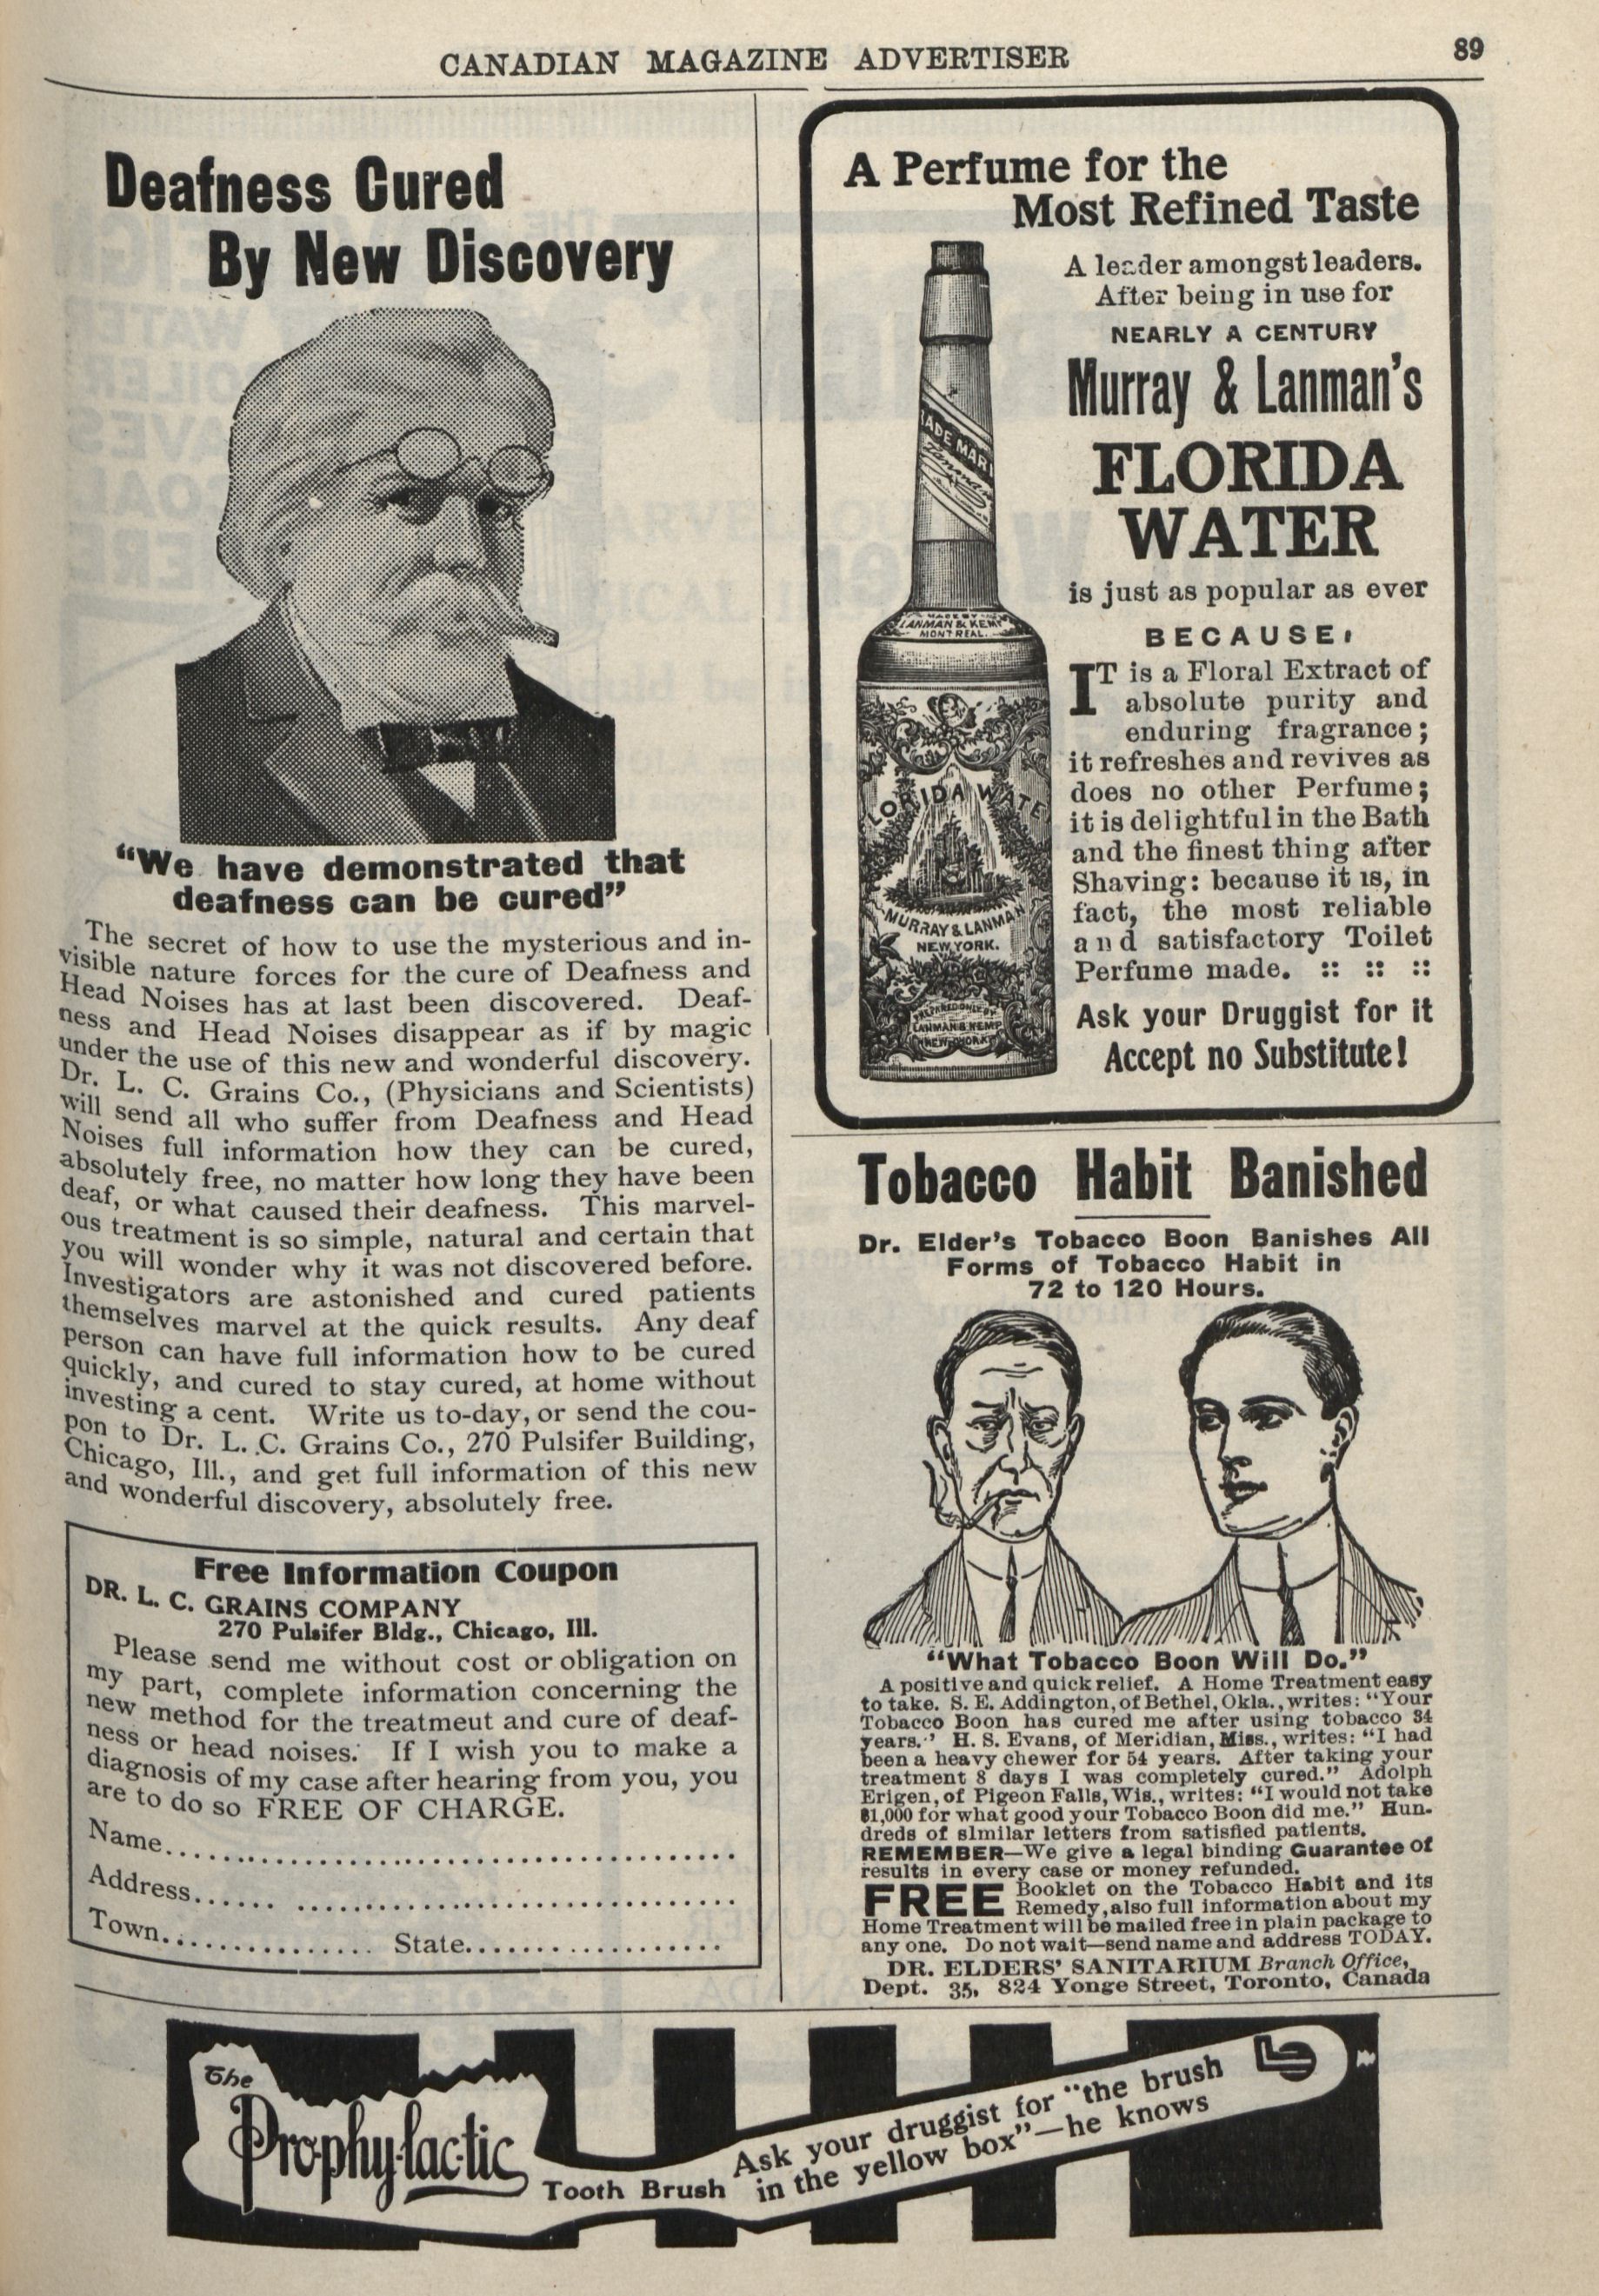 CANADIAN MAGAZINE ADVERTISER
89
Deafness Cured
By New Discovery
“We have demonstrated that
deafness can be cured”
The secret of how to use the mysterious and in-
visible nature forces for the cure of Deafness and
Head Noises has at last been discovered. Deaf-
ness and Head Noises disappear as if by magic
under the use of this new and wonderful discovery.
Dr. L. C. Grains Co., (Physicians and Scientists)
will send all who suffer from Deafness and Head
Noises full information how they can be cured,
absolutely free, no matter how long they have been
deaf, or what caused their deafness. This marvel-
ous treatment is so simple, natural and certain that
you will wonder why it was not discovered before.
Investigators are astonished and cured patients
themselves marvel at the quick results. Any deaf
person can have full information how to be cured
quickly, and cured to stay cured, at home without
investing a cent. Write us to-day, or send the cou-
pon to Dr. L. C. Grains Co., 270 Pulsifer Building,
Chicago, Ill., and get full information of this new
and wonderful discovery, absolutely free.
Free Information Coupon
DR. L. C. GRAINS COMPANY
270 Pulsifer Bldg., Chicago, Ill.
Please send me without cost or obligation on
my part, complete information concerning the
new method for the treatmeut and cure of deaf-
ness or head noises. If I wish you to make a
diagnosis of my case after hearing from you, you
are to do so FREE OF CHARGE.
Name..........................................
Address...... ...............................
Town................ State...................
A Perfume for the
Most Refined Taste
A leader amongst leaders.
After being in use for
NEARLY A CENTURY
Murray & Lanman's
FLORIDA
WATER
is just as popular as ever
BECAUSE,
IT is a Floral Extract of
absolute purity and
enduring fragrance;
it refreshes and revives as
does no other Perfume;
it is delightful in the Bath
and the finest thing after
Shaving: because it is, in
fact, the most reliable
and satisfactory Toilet
Perfume made. :: :: ::
Ask your Druggist for it
Accept no Substitute!
TRADE MARK
MADE BY
LANMAN & KEMP
MONTREAL.
FLORIDA WATER
MURRAY & LANMAN
NEW YORK.
PREPARED ONLY BY
LANMAN & KEMP
NEW YORK
Tobacco Habit Banished
Dr. Elder's Tobacco Boon Banishes All
Forms of Tobacco Habit in
72 to 120 Hours.
“What Tobacco Boon Will Do.”
A positive and quick relief. A Home Treatment easy
to take. S. E. Addington, of Bethel, Okla., writes: “Your
Tobacco Boon has cured me after using tobacco 34
years.” H. S. Evans, of Meridian, Miss., writes: “I had
been a heavy chewer for 54 years. After taking your
treatment 8 days I was completely cured.” Adolph
Erigen, of Pigeon Falls, Wis., writes: “I would not take
$1,000 for what good your Tobacco Boon did me.” Hun-
dreds of similar letters from satisfied patients.
REMEMBER—We give a legal binding Guarantee of
results in every case or money refunded.
FREE Booklet on the Tobacco Habit and its
Remedy, also full information about my
Home Treatment will be mailed free in plain package to
any one. Do not wait—send name and address TODAY.
DR. ELDERS' SANITARIUM Branch Office,
Dept. 35, 824 Yonge Street, Toronto, Canada
The
Pro-phy-lac-tic
Tooth Brush
Ask your druggist for “the brush
in the yellow box”—he knows